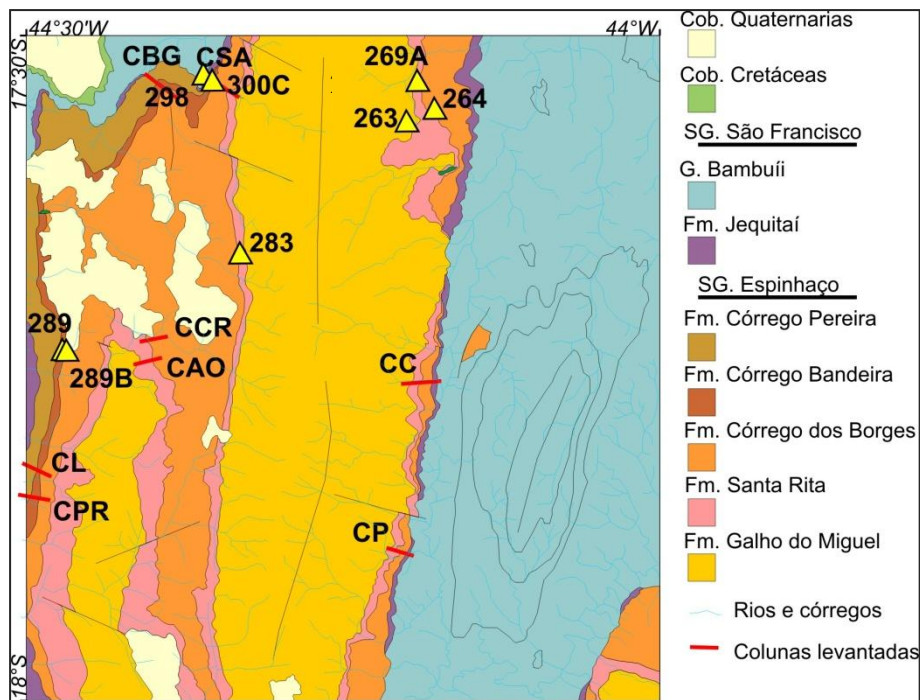 44°30'W
44°W
17°30'S
18°S
CBG
CSA
298
300C
269A
263
264
283
289
289B
CCR
CAO
CC
CL
CPR
CP
Cob. Quaternarias
Cob. Cretáceas
SG. São Francisco
G. Bambuíi
Fm. Jequitaí
SG. Espinhaço
Fm. Córrego Pereira
Fm. Córrego Bandeira
Fm. Córrego dos Borges
Fm. Santa Rita
Fm. Galho do Miguel
Rios e córregos
Colunas levantadas